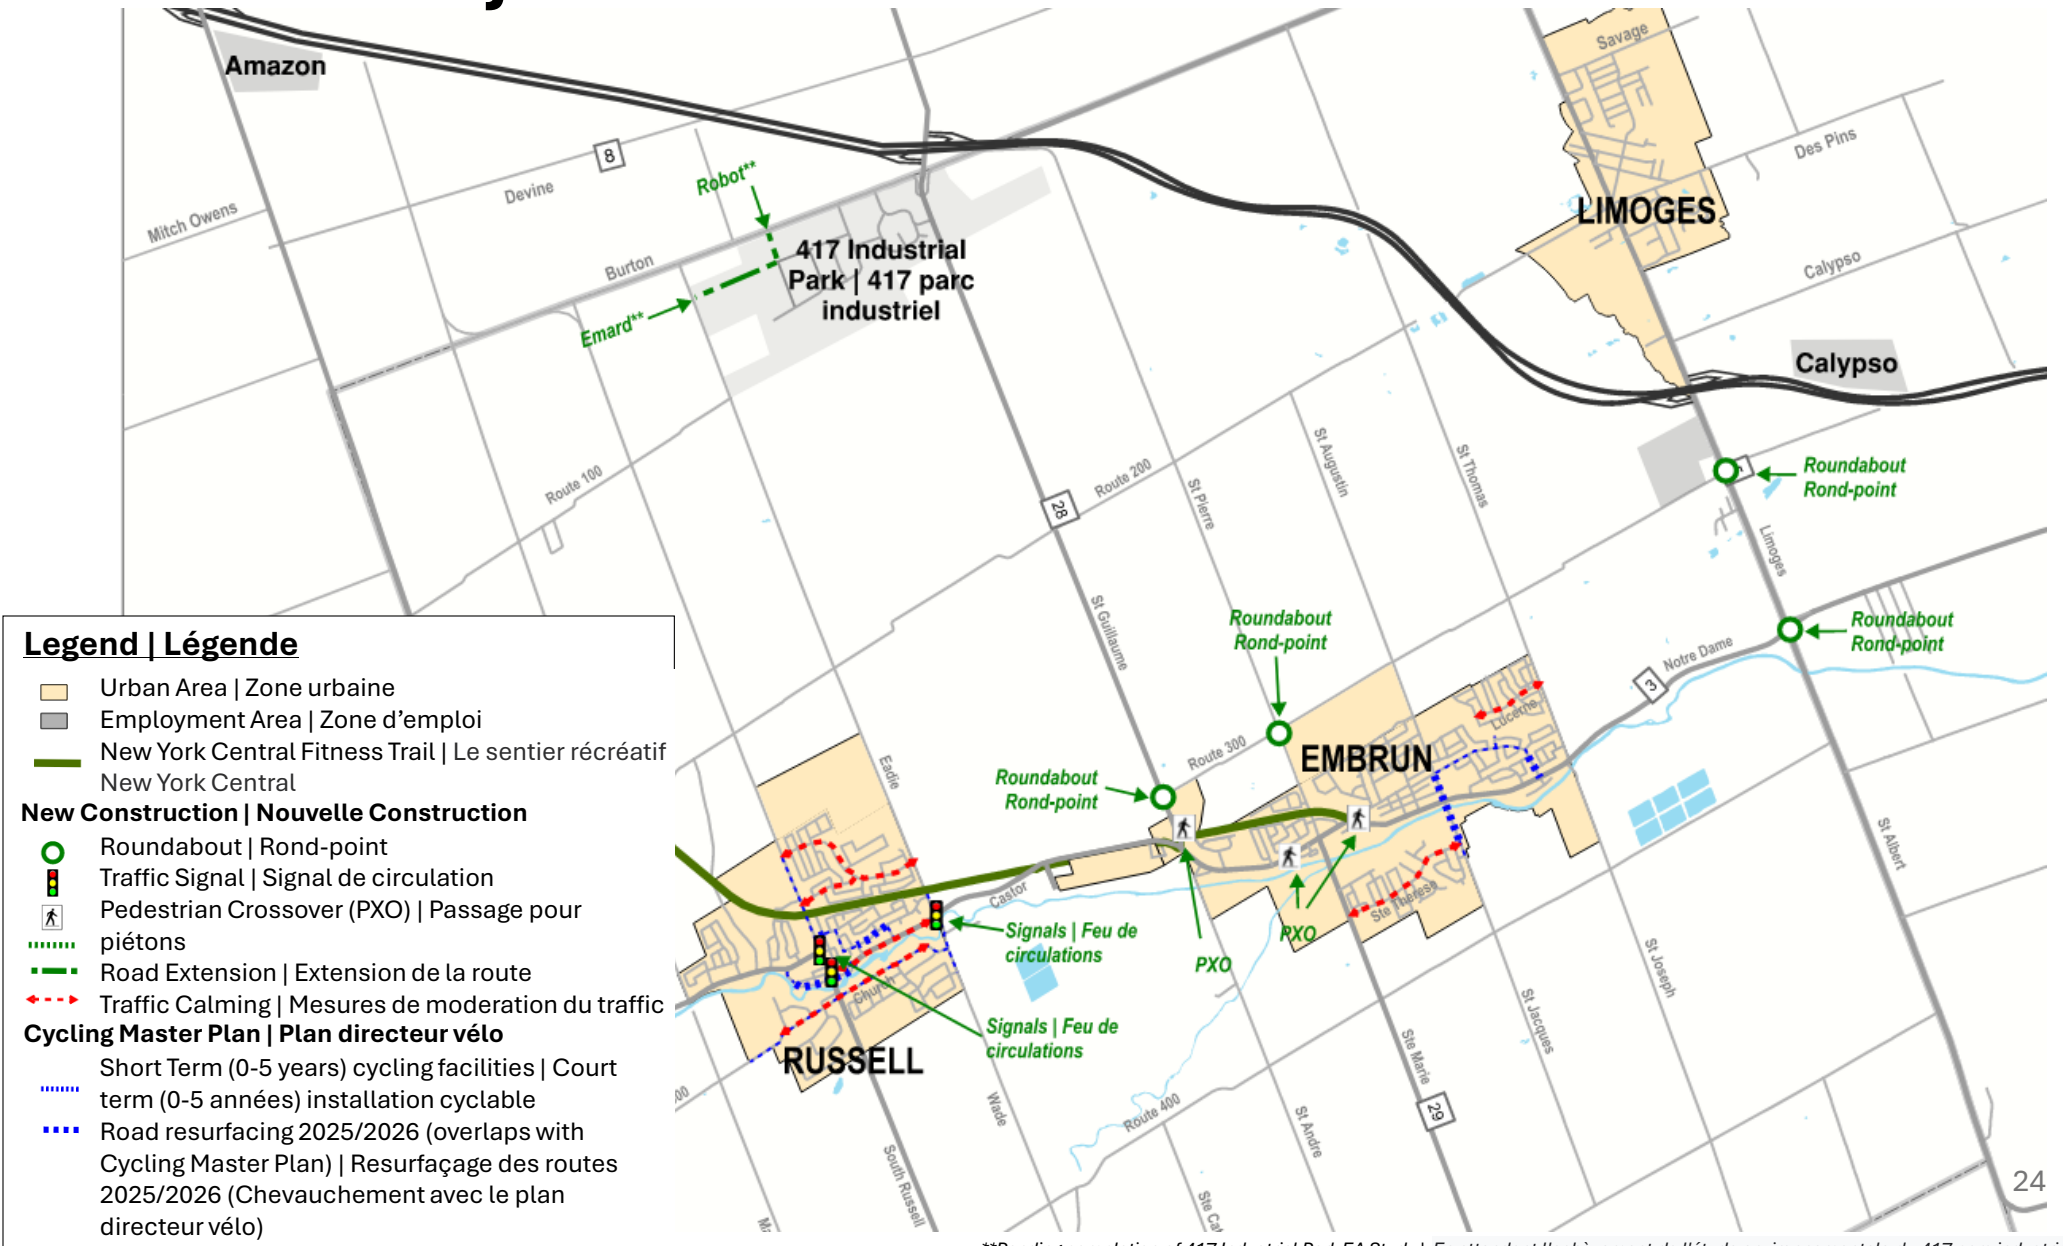 Amazon
Savage
Des Pins
LIMOGES
Calypso
Calypso
8
Devine
Mitch Owens
Robot**
Burton
417 Industrial
Park | 417 parc
industriel
Emard**
Route 100
Route 200
28
St Pierre
St Augustin
St Thomas
Roundabout
Rond-point
Limoges
Roundabout
Rond-point
Notre Dame
3
St Guillaume
Roundabout
Rond-point
Route 300
EMBRUN
Lucerne
Roundabout
Rond-point
Eadie
Castor
Signals | Feu de
circulations
Signals | Feu de
circulations
Church
RUSSELL
PXO
PXO
Ste Thérèse
St Albert
St Joseph
St Jacques
Ste Marie
29
St Andre
Route 400
Wade
South Russell
Legend | Légende
Urban Area | Zone urbaine
Employment Area | Zone d’emploi
New York Central Fitness Trail | Le sentier récréatif
New York Central
New Construction | Nouvelle Construction
Roundabout | Rond-point
Traffic Signal | Signal de circulation
Pedestrian Crossover (PXO) | Passage pour
piétons
Road Extension | Extension de la route
Traffic Calming | Mesures de moderation du traffic
Cycling Master Plan | Plan directeur vélo
Short Term (0-5 years) cycling facilities | Court
term (0-5 années) installation cyclable
Road resurfacing 2025/2026 (overlaps with
Cycling Master Plan) | Resurfaçage des routes
2025/2026 (Chevauchement avec le plan
directeur vélo)
24